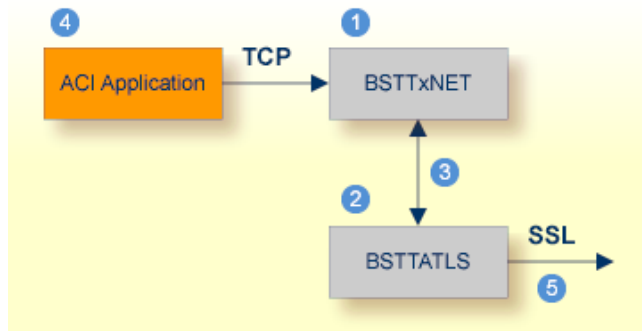 4
1
TCP
ACI Application
BSTTxNET
3
2
SSL
BSTTATLS
5